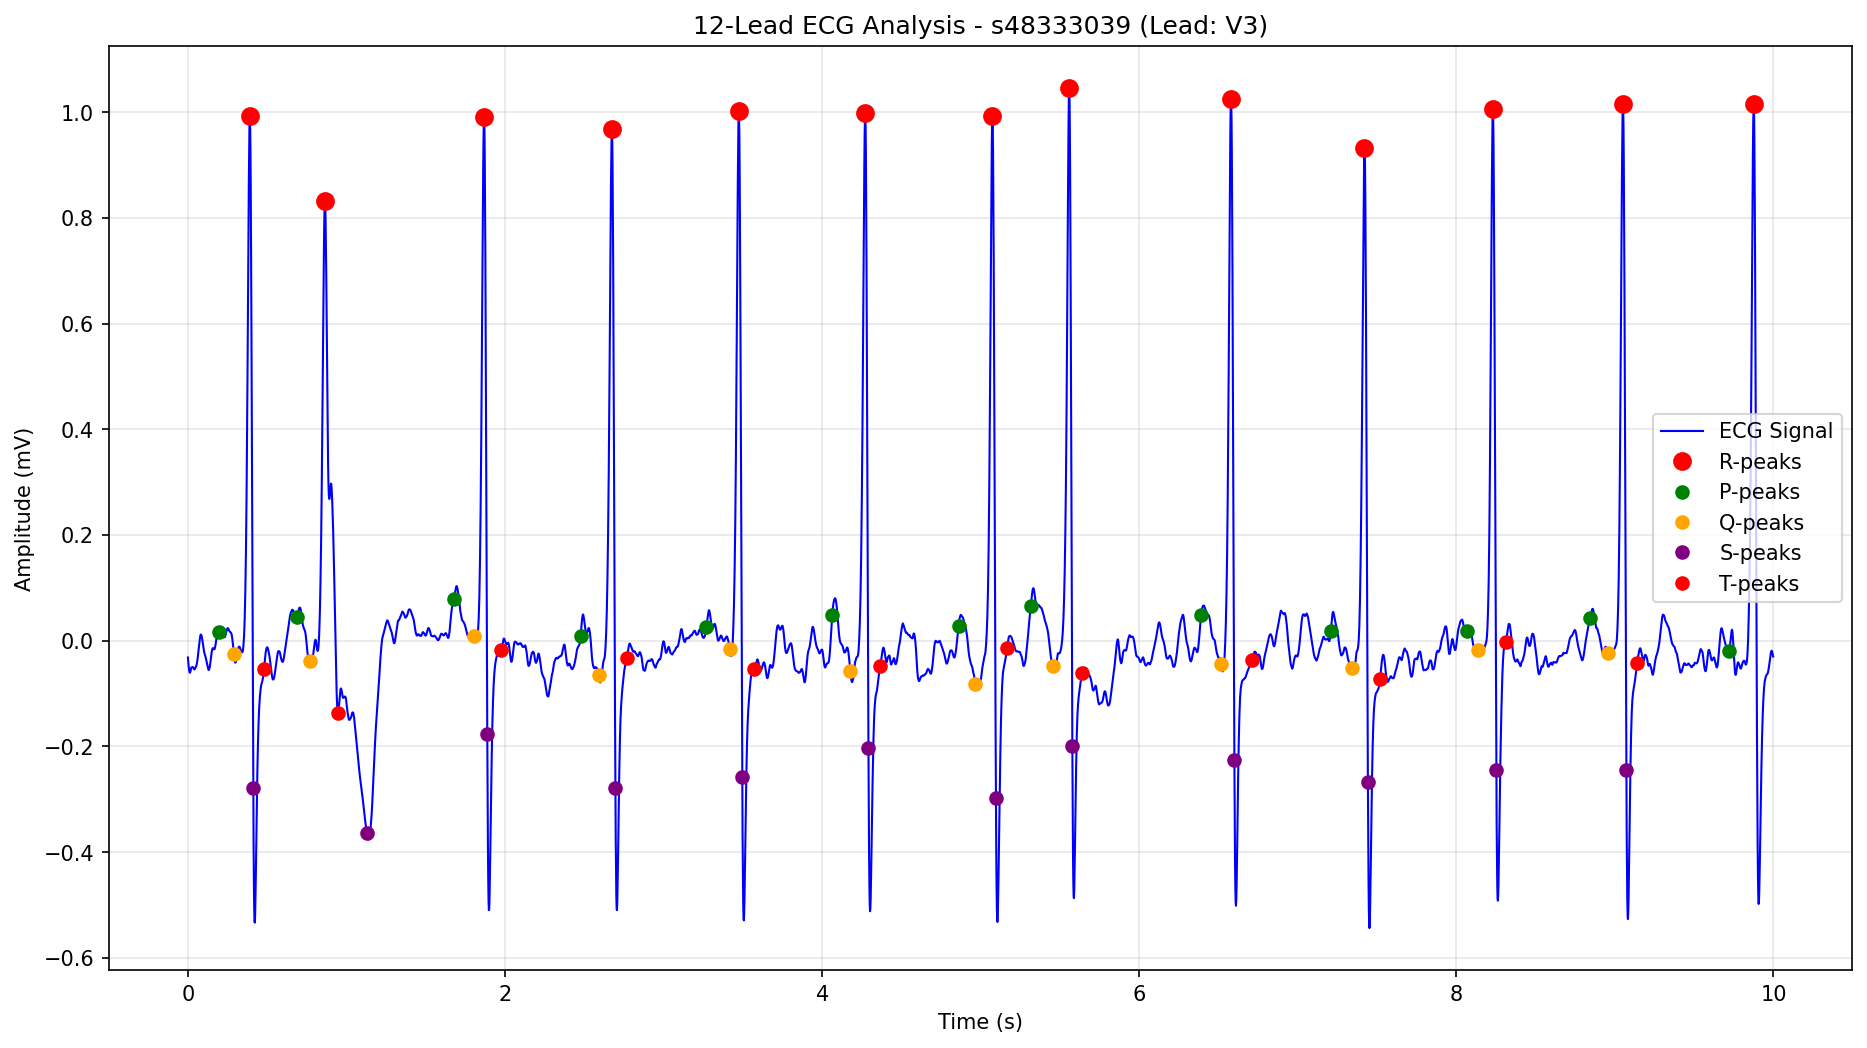 12-Lead ECG Analysis - s48333039 (Lead: V3)
Amplitude (mV)
1.0
0.8
0.6
0.4
0.2
0.0
−0.2
−0.4
−0.6
ECG Signal
R-peaks
P-peaks
Q-peaks
S-peaks
T-peaks
0 2 4 6 8 10
Time (s)